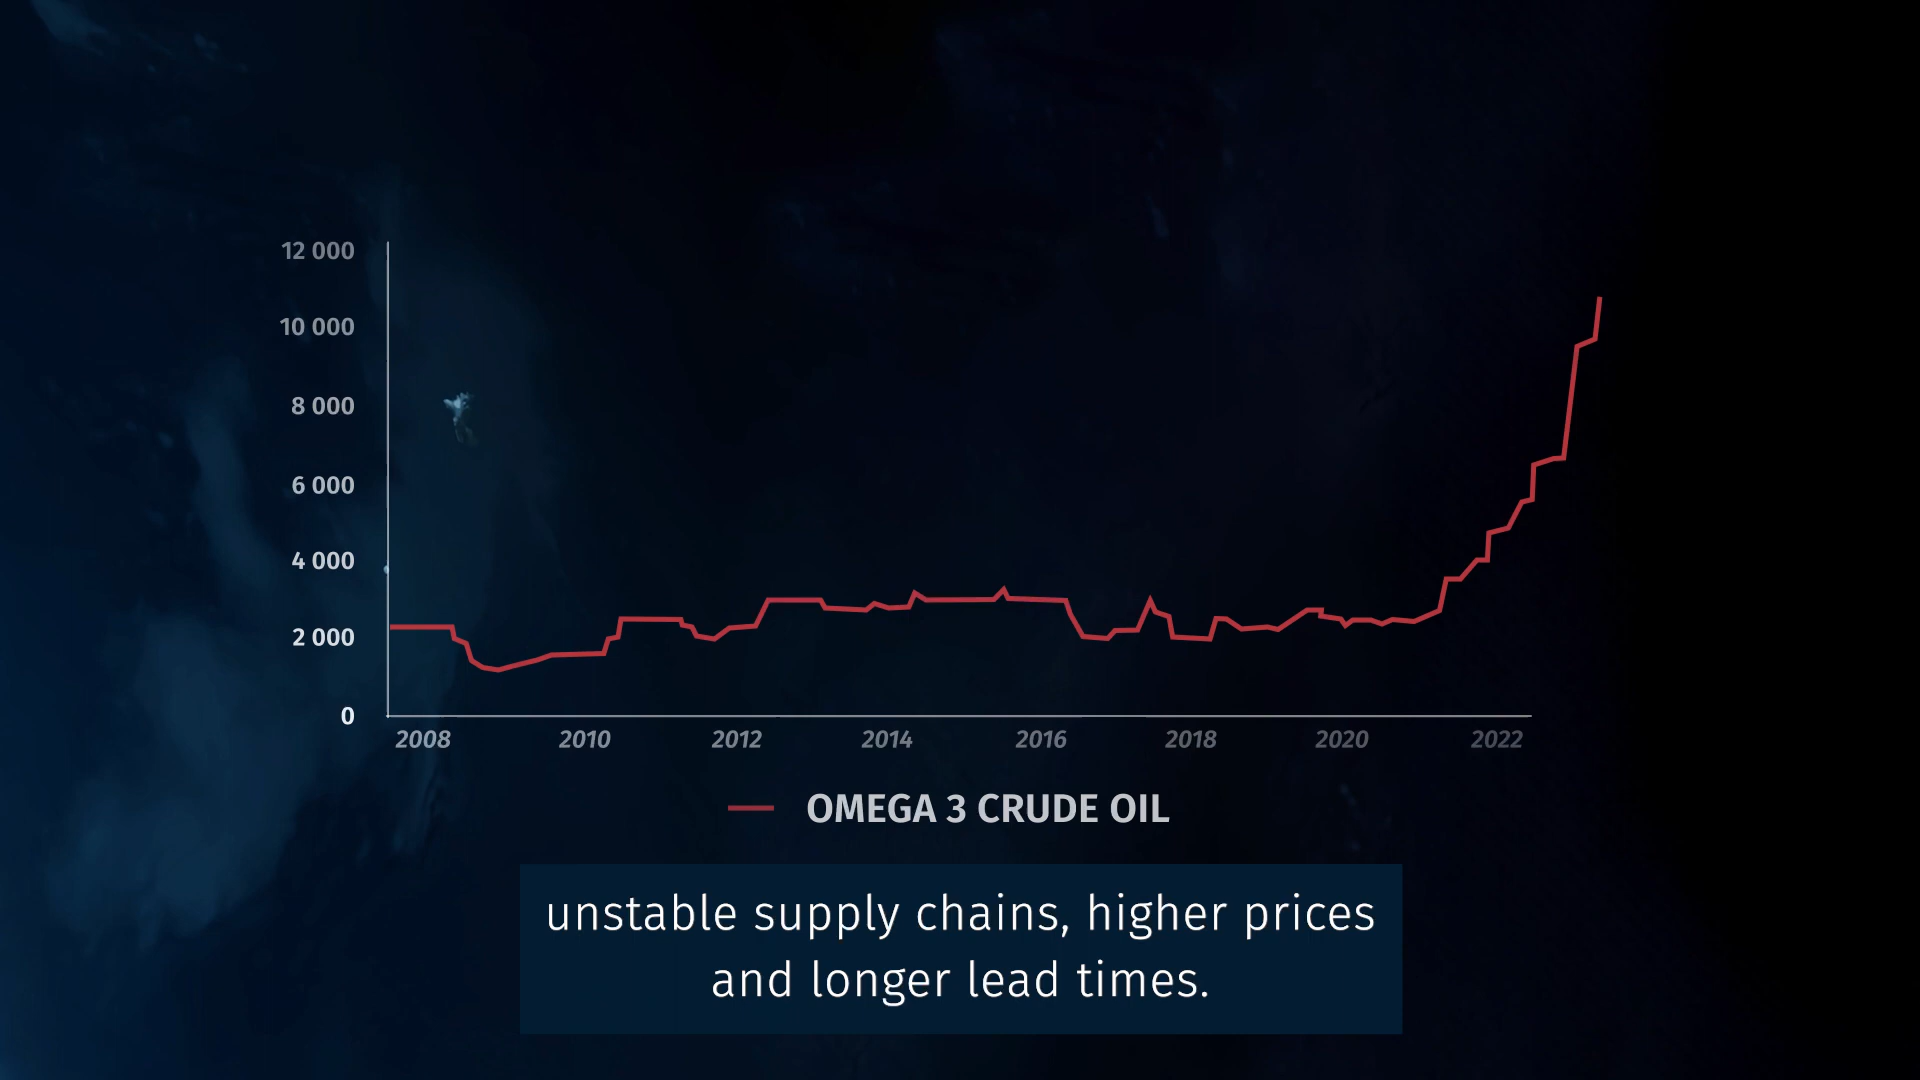 12 000
10 000
8 000
6 000
4 000
2 000
0
2008 2010 2012 2014 2016 2018 2020 2022
OMEGA 3 CRUDE OIL
unstable supply chains, higher prices
and longer lead times.